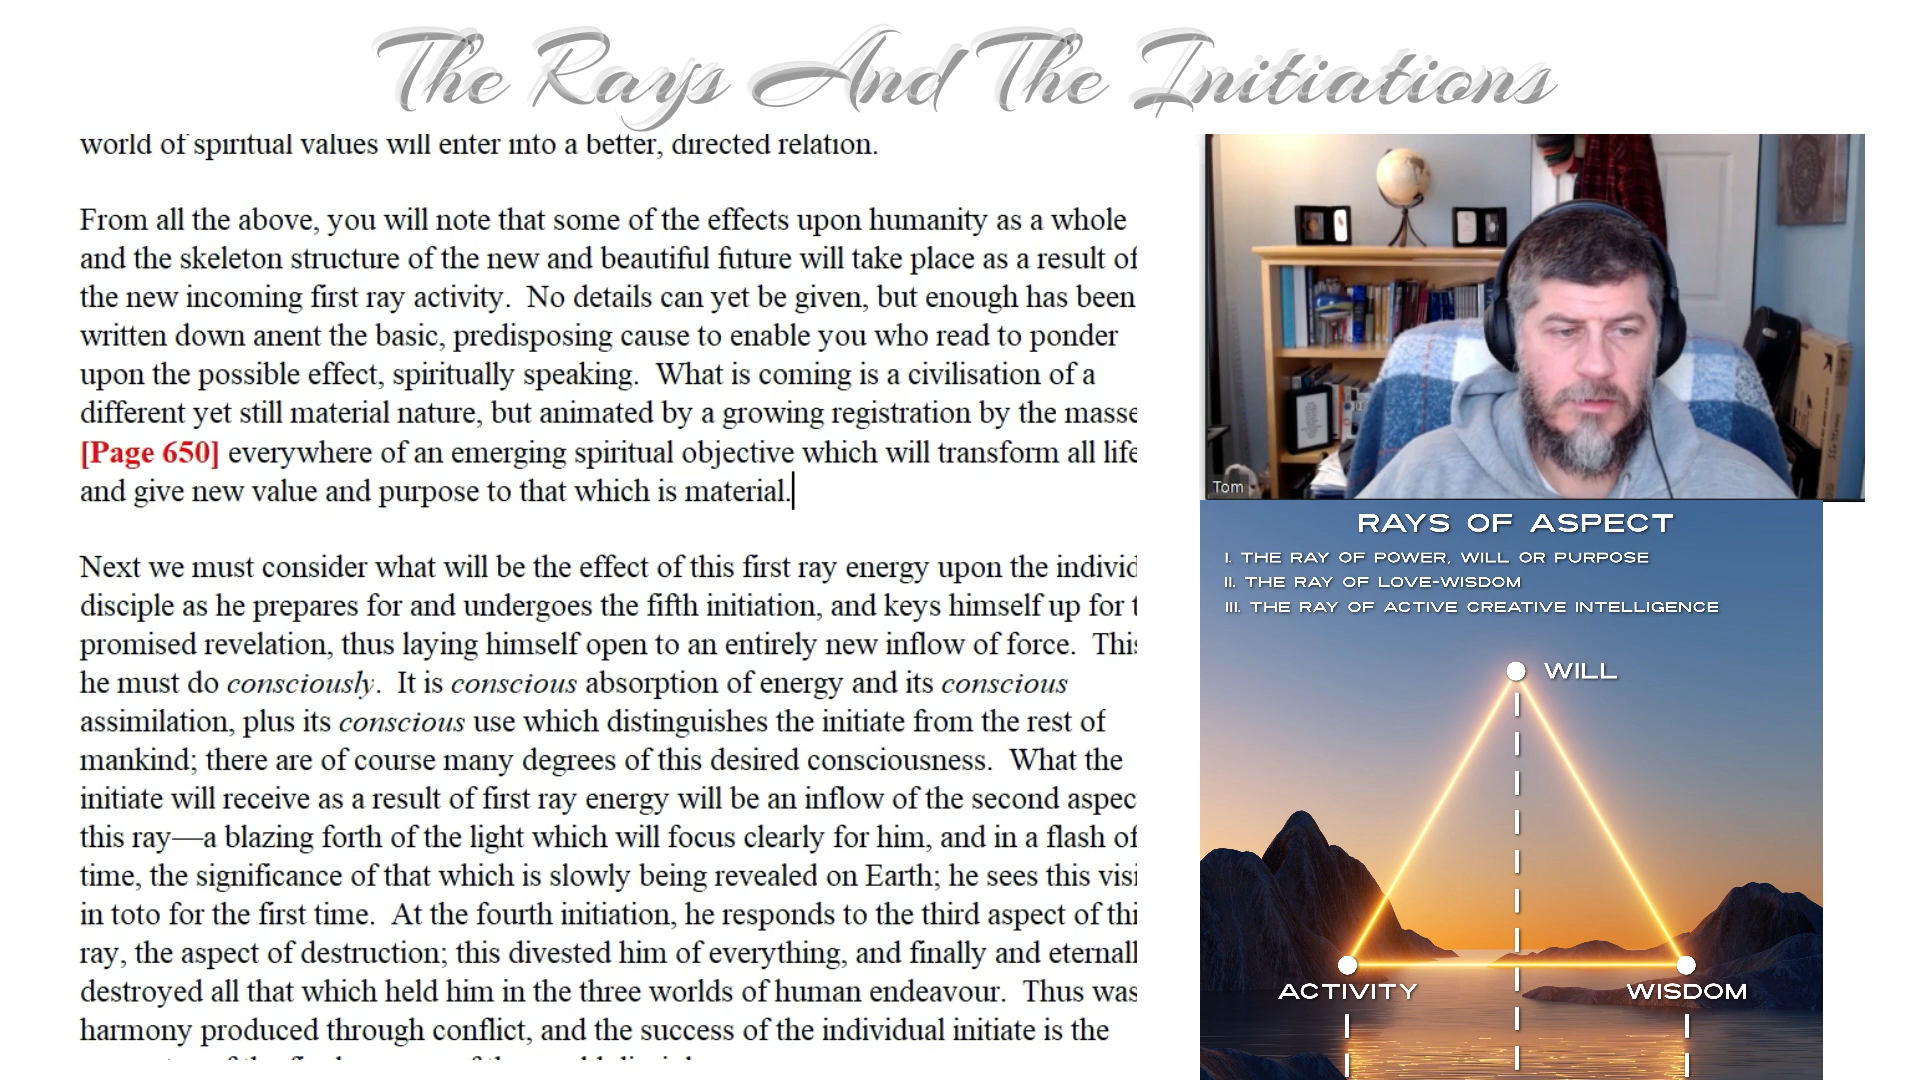 The Rays And The Initiations
world of spiritual values will enter into a better, directed relation.
From all the above, you will note that some of the effects upon humanity as a whole
and the skeleton structure of the new and beautiful future will take place as a result of
the new incoming first ray activity.  No details can yet be given, but enough has been
written down anent the basic, predisposing cause to enable you who read to ponder
upon the possible effect, spiritually speaking.  What is coming is a civilisation of a
different yet still material nature, but animated by a growing registration by the masse
[Page 650] everywhere of an emerging spiritual objective which will transform all life
and give new value and purpose to that which is material.
Next we must consider what will be the effect of this first ray energy upon the individ
disciple as he prepares for and undergoes the fifth initiation, and keys himself up for t
promised revelation, thus laying himself open to an entirely new inflow of force.  This
he must do consciously.  It is conscious absorption of energy and its conscious
assimilation, plus its conscious use which distinguishes the initiate from the rest of
mankind; there are of course many degrees of this desired consciousness.  What the
initiate will receive as a result of first ray energy will be an inflow of the second aspec
this ray—a blazing forth of the light which will focus clearly for him, and in a flash of
time, the significance of that which is slowly being revealed on Earth; he sees this visi
in toto for the first time.  At the fourth initiation, he responds to the third aspect of thi
ray, the aspect of destruction; this divested him of everything, and finally and eternall
destroyed all that which held him in the three worlds of human endeavour.  Thus was
harmony produced through conflict, and the success of the individual initiate is the
Tom
RAYS OF ASPECT
I. THE RAY OF POWER, WILL OR PURPOSE
II. THE RAY OF LOVE-WISDOM
III. THE RAY OF ACTIVE CREATIVE INTELLIGENCE
WILL
ACTIVITY
WISDOM